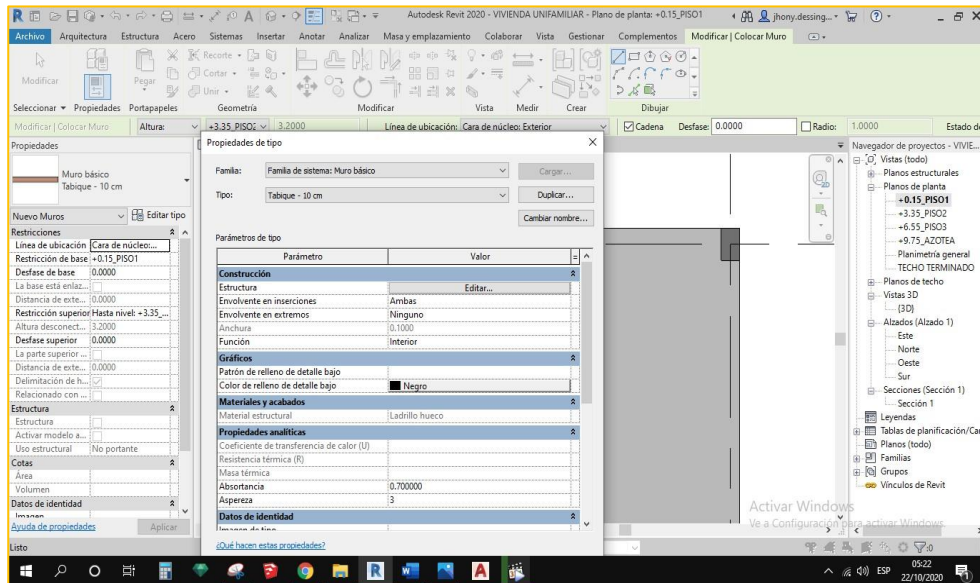 Autodesk Revit 2020 - VIVIENDA UNIFAMILIAR - Plano de planta: +0.15_PISO1
jhony.dessing...
Archivo Arquitectura Estructura Acero Sistemas Insertar Anotar Analizar Masa y emplazamiento Colaborar Vista Gestionar Complementos Modificar | Colocar Muro
Modificar
Pegar
Recorte
Cortar
Unir
Seleccionar Propiedades Portapapeles Geometría Modificar Vista Medir Crear Dibujar
Modificar | Colocar Muro Altura: +3.35_PISO2 3.2000 Línea de ubicación: Cara de núcleo: Exterior Cadena Desfase: 0.0000 Radio: 1.0000 Estado de
Propiedades
Muro básico
Tabique - 10 cm
Nuevo Muros Editar tipo
Restricciones
Línea de ubicación Cara de núcleo:...
Restricción de base +0.15_PISO1
Desfase de base 0.0000
La base está enlaz...
Distancia de exte... 0.0000
Restricción superior Hasta nivel: +3.35_...
Altura desconect... 3.2000
Desfase superior 0.0000
La parte superior ...
Distancia de exte... 0.0000
Delimitación de h...
Relacionado con ...
Estructura
Estructura
Activar modelo a...
Uso estructural No portante
Cotas
Área
Volumen
Datos de identidad
Imagen
Ayuda de propiedades Aplicar
Listo
Propiedades de tipo
Familia: Familia de sistema: Muro básico Cargar...
Tipo: Tabique - 10 cm Duplicar...
Cambiar nombre...
Parámetros de tipo
Parámetro Valor =
Construcción
Estructura Editar...
Envolvente en inserciones Ambas
Envolvente en extremos Ninguno
Anchura 0.1000
Función Interior
Gráficos
Patrón de relleno de detalle bajo
Color de relleno de detalle bajo Negro
Materiales y acabados
Material estructural Ladrillo hueco
Propiedades analíticas
Coeficiente de transferencia de calor (U)
Resistencia térmica (R)
Masa térmica
Absortancia 0.700000
Aspereza 3
Datos de identidad
Imagen de tipo
¿Qué hacen estas propiedades?
Navegador de proyectos - VIVIE...
Vistas (todo)
Planos estructurales
Planos de planta
+0.15_PISO1
+3.35_PISO2
+6.55_PISO3
+9.75_AZOTEA
Planimetría general
TECHO TERMINADO
Planos de techo
Vistas 3D
{3D}
Alzados (Alzado 1)
Este
Norte
Oeste
Sur
Secciones (Sección 1)
Sección 1
Leyendas
Tablas de planificación/Can
Planos (todo)
Familias
Grupos
Vínculos de Revit
Activar Windows
Ve a Configuración para activar Windows.
:0
ESP
05:22
22/10/2020